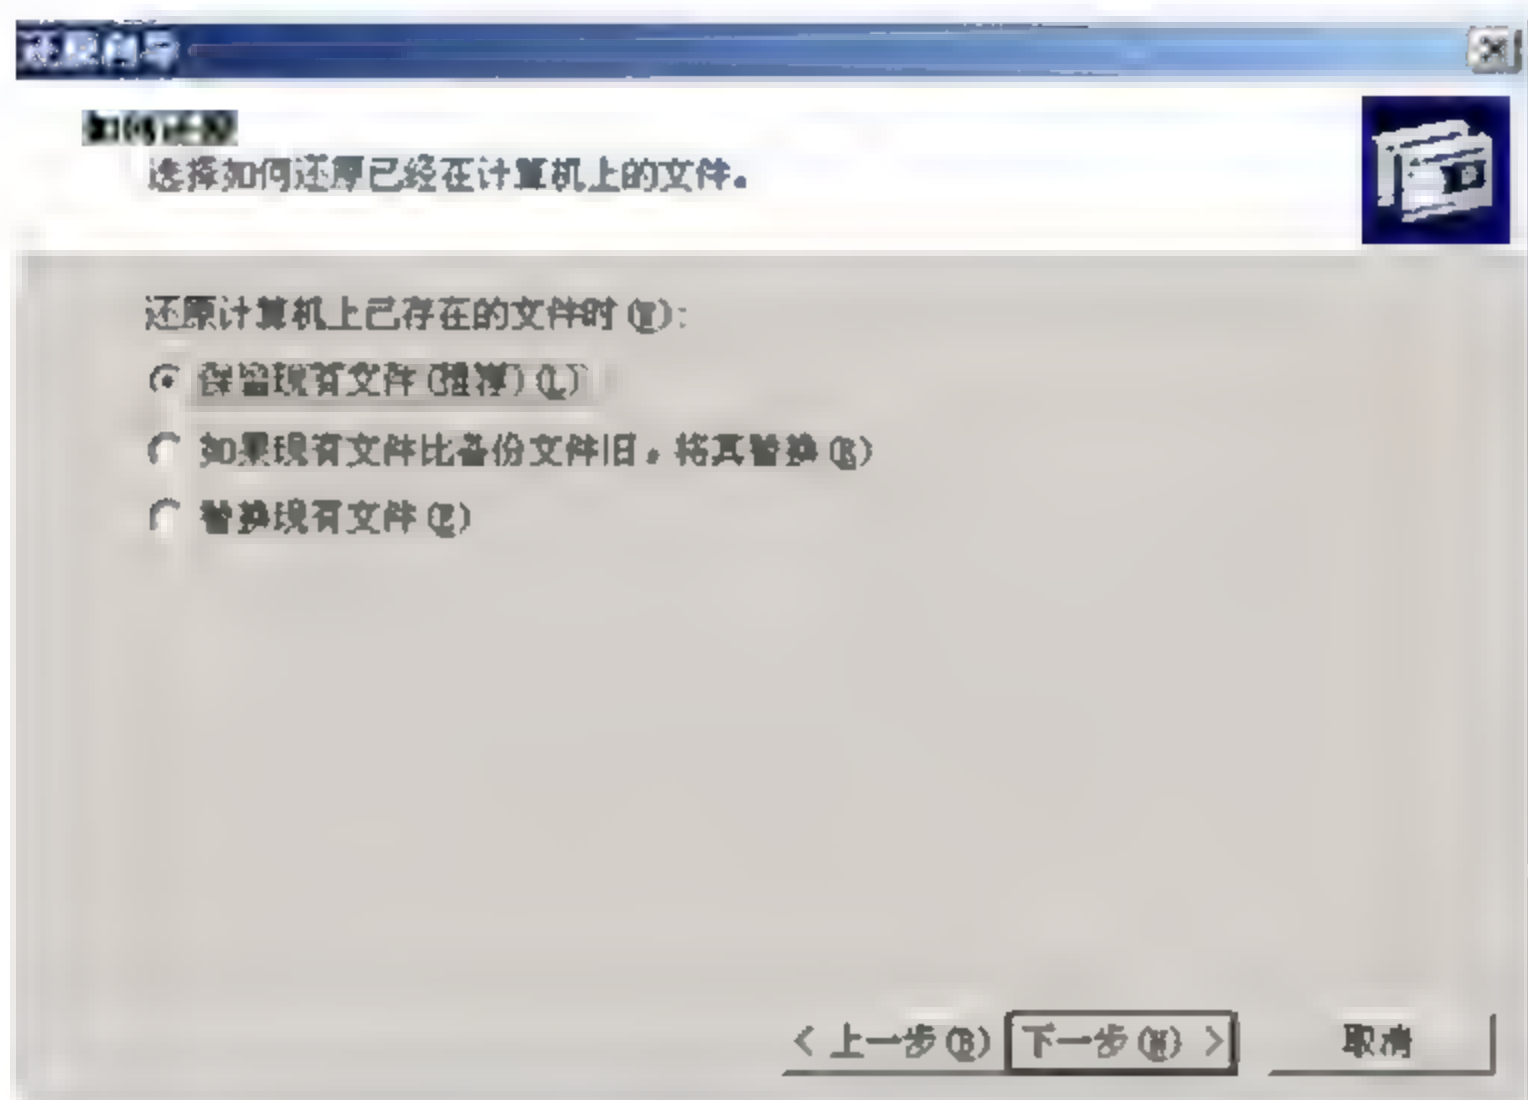 还原向导
如何还原
选择如何还原已经在计算机上的文件。
还原计算机上已存在的文件时(W):
保留现有文件(推荐)(L)
如果现有文件比备份文件旊，将其替换(R)
替换现有文件(P)
< 上一步(B) 下一步(N) > 取消